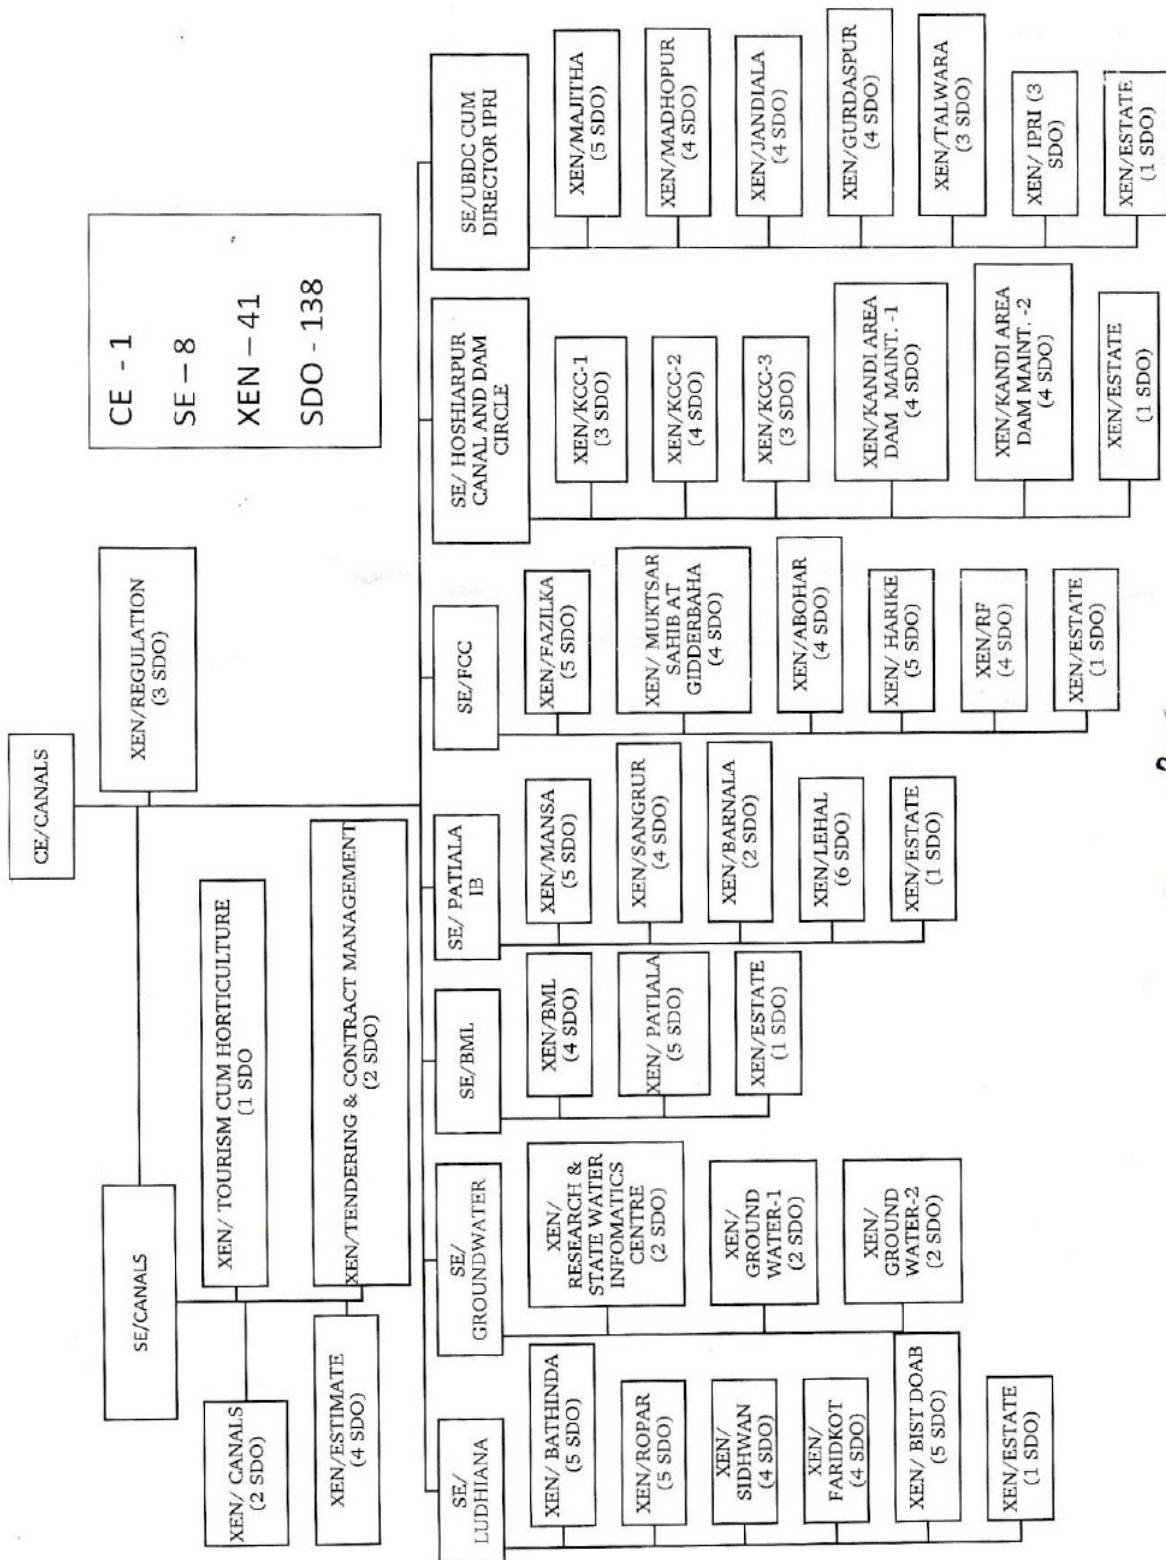 CE/CANALS
XEN/REGULATION
(3 SDO)
CE - 1
SE – 8
XEN – 41
SDO - 138
SE/CANALS
XEN/ CANALS
(2 SDO)
XEN/ TOURISM CUM HORTICULTURE
(1 SDO
XEN/ESTIMATE
(4 SDO)
XEN/TENDERING & CONTRACT MANAGEMENT
(2 SDO)
SE/
LUDHIANA
XEN/ BATHINDA
(5 SDO)
XEN/ROPAR
(5 SDO)
XEN/
SIDHWAN
(4 SDO)
XEN/
FARIDKOT
(4 SDO)
XEN/ BIST DOAB
(5 SDO)
XEN/ESTATE
(1 SDO)
SE/
GROUNDWATER
XEN/
RESEARCH &
STATE WATER
INFOMATICS
CENTRE
(2 SDO)
XEN/
GROUND
WATER-1
(2 SDO)
XEN/
GROUND
WATER-2
(2 SDO)
SE/BML
XEN/BML
(4 SDO)
XEN/ PATIALA
(5 SDO)
XEN/ESTATE
(1 SDO)
SE/ PATIALA
IB
XEN/MANSA
(5 SDO)
XEN/SANGRUR
(4 SDO)
XEN/BARNALA
(2 SDO)
XEN/LEHAL
(6 SDO)
XEN/ESTATE
(1 SDO)
SE/FCC
XEN/FAZILKA
(5 SDO)
XEN/ MUKTSAR
SAHIB AT
GIDDERBAHA
(4 SDO)
XEN/ABOHAR
(4 SDO)
XEN/ HARIKE
(5 SDO)
XEN/RF
(4 SDO)
XEN/ESTATE
(1 SDO)
SE/ HOSHIARPUR
CANAL AND DAM
CIRCLE
XEN/KCC-1
(3 SDO)
XEN/KCC-2
(4 SDO)
XEN/KCC-3
(3 SDO)
XEN/KANDI AREA
DAM MAINT. -1
(4 SDO)
XEN/KANDI AREA
DAM MAINT. -2
(4 SDO)
XEN/ESTATE
(1 SDO)
SE/UBDC CUM
DIRECTOR IPRI
XEN/MAJITHA
(5 SDO)
XEN/MADHOPUR
(4 SDO)
XEN/JANDIALA
(4 SDO)
XEN/GURDASPUR
(4 SDO)
XEN/TALWARA
(3 SDO)
XEN/ IPRI (3
SDO)
XEN/ESTATE
(1 SDO)